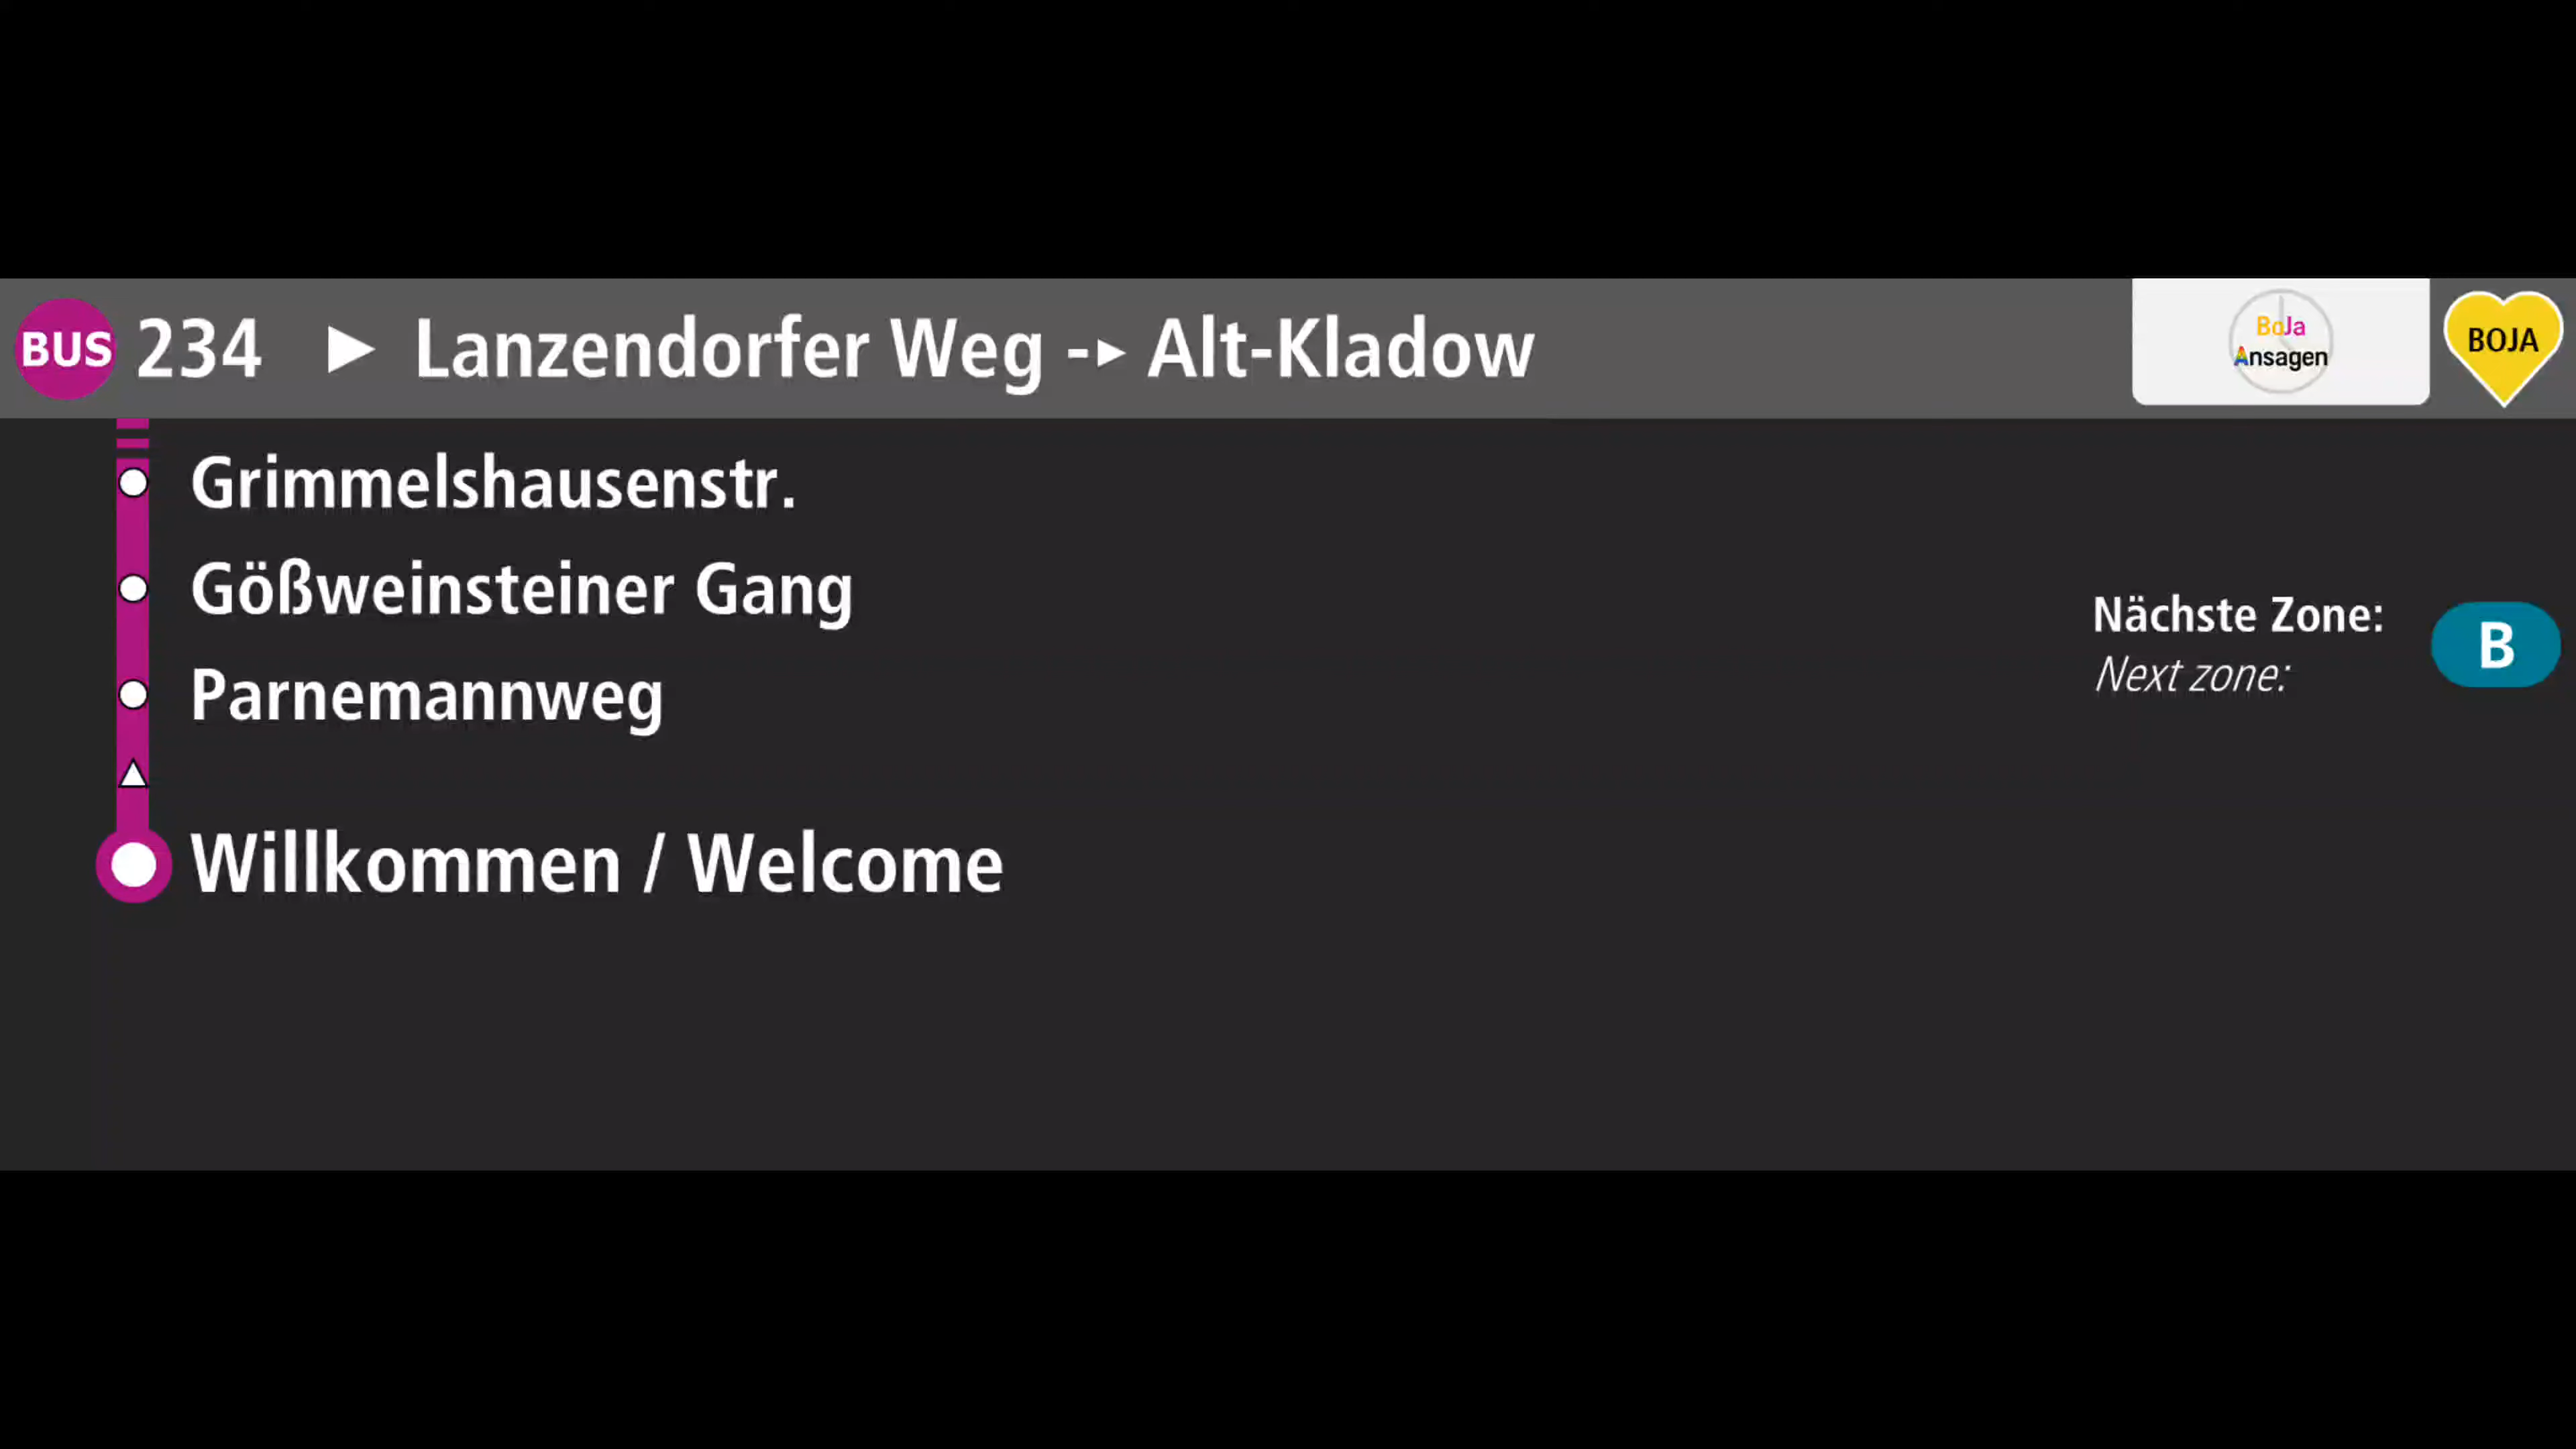 BUS 234 ► Lanzendorfer Weg -► Alt-Kladow
BoJa
Ansagen
BOJA
Grimmelshausenstr.
Gößweinsteiner Gang
Parnemannweg
Willkommen / Welcome
Nächste Zone:
Next zone:
B